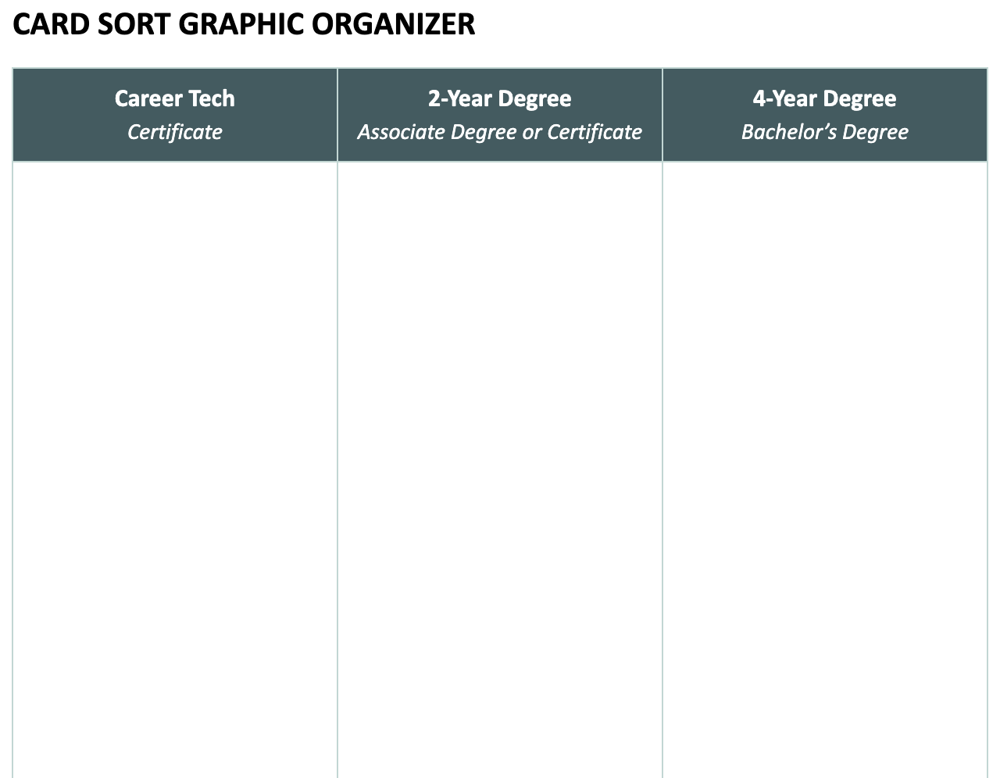 CARD SORT GRAPHIC ORGANIZER
Career Tech
Certificate
2-Year Degree
Associate Degree or Certificate
4-Year Degree
Bachelor’s Degree